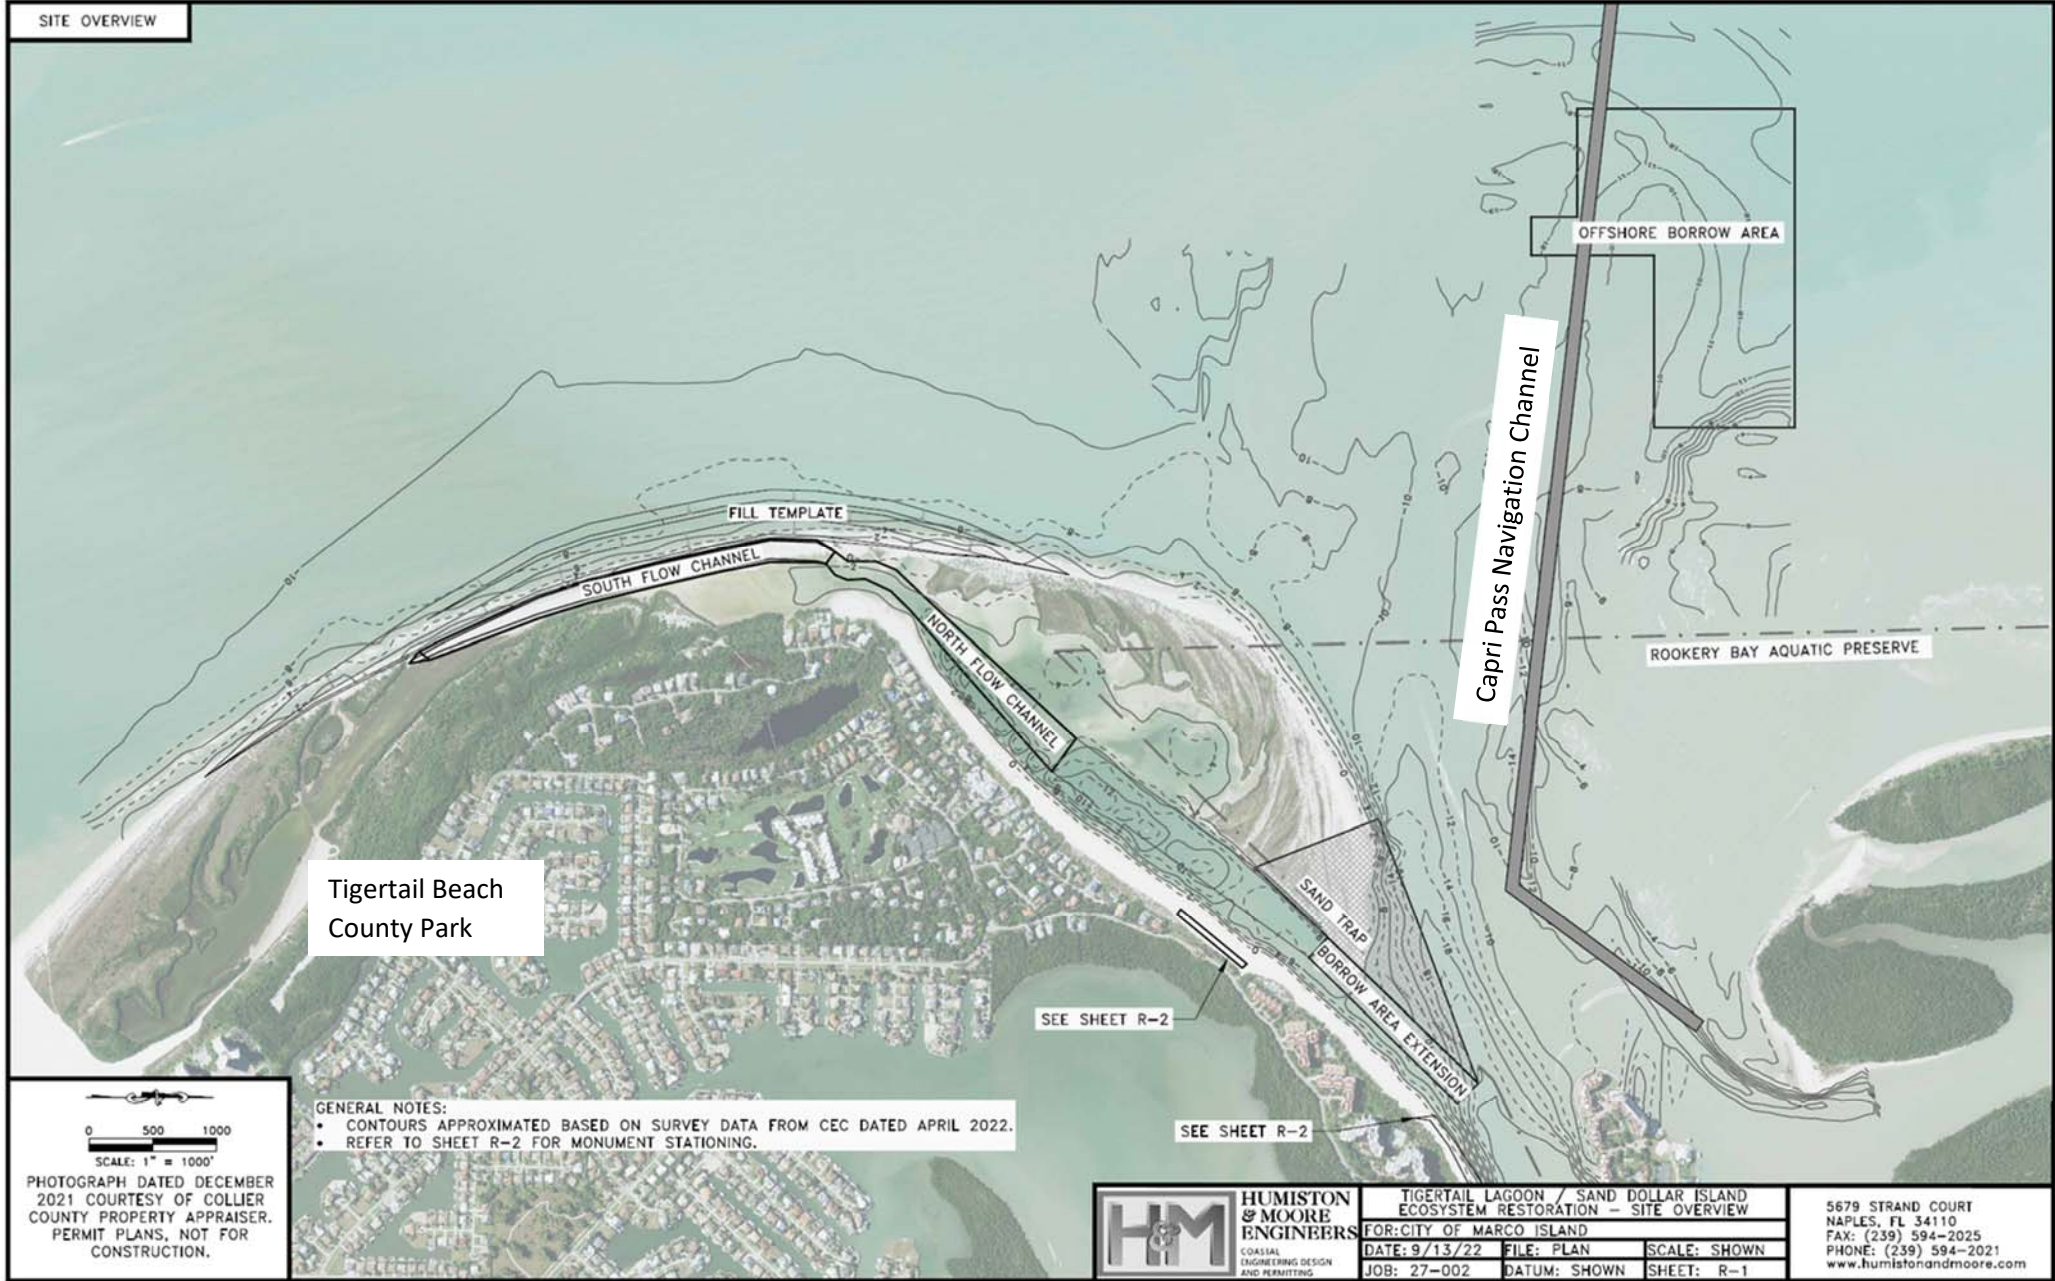 SITE OVERVIEW
OFFSHORE BORROW AREA
Capri Pass Navigation Channel
FILL TEMPLATE
SOUTH FLOW CHANNEL
NORTH FLOW CHANNEL
ROOKERY BAY AQUATIC PRESERVE
Tigertail Beach
County Park
SAND TRAP
BORROW AREA EXTENSION
SEE SHEET R-2
SEE SHEET R-2
GENERAL NOTES:
• CONTOURS APPROXIMATED BASED ON SURVEY DATA FROM CEC DATED APRIL 2022.
• REFER TO SHEET R-2 FOR MONUMENT STATIONING.
0 500 1000
SCALE: 1" = 1000'
PHOTOGRAPH DATED DECEMBER
2021 COURTESY OF COLLIER
COUNTY PROPERTY APPRAISER.
PERMIT PLANS, NOT FOR
CONSTRUCTION.
H&M
HUMISTON
& MOORE
ENGINEERS
COASTAL
ENGINEERING DESIGN
AND PERMITTING
TIGERTAIL LAGOON / SAND DOLLAR ISLAND
ECOSYSTEM RESTORATION - SITE OVERVIEW
FOR: CITY OF MARCO ISLAND
DATE: 9/13/22 FILE: PLAN SCALE: SHOWN
JOB: 27-002 DATUM: SHOWN SHEET: R-1
5679 STRAND COURT
NAPLES, FL 34110
FAX: (239) 594-2025
PHONE: (239) 594-2021
www.humistonandmoore.com